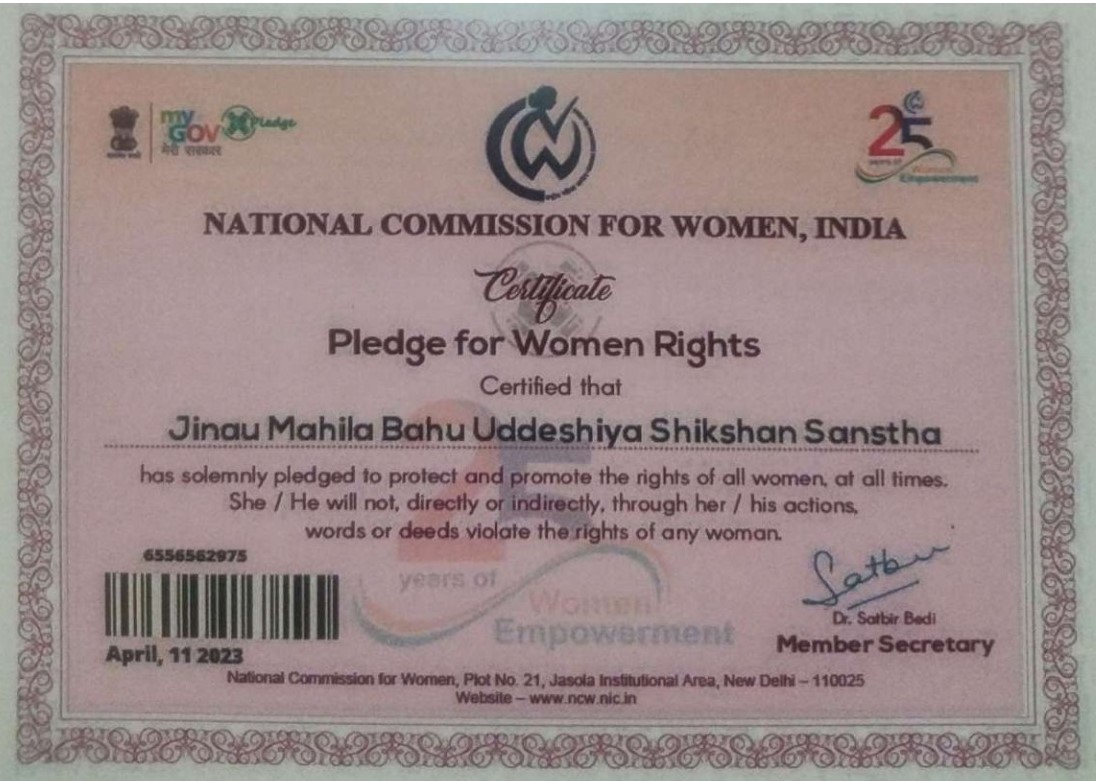 my
GOV
मेरी सरकार
Pledge
25
years of
Women
Empowerment
NATIONAL COMMISSION FOR WOMEN, INDIA
Certificate
Pledge for Women Rights
Certified that
Jinau Mahila Bahu Uddeshiya Shikshan Sanstha
has solemnly pledged to protect and promote the rights of all women, at all times.
She / He will not, directly or indirectly, through her / his actions,
words or deeds violate the rights of any woman.
6556562975
April, 11 2023
25
years of
Women
Empowerment
Satbir
Dr. Satbir Bedi
Member Secretary
National Commission for Women, Plot No. 21, Jasola Institutional Area, New Delhi – 110025
Website – www.ncw.nic.in